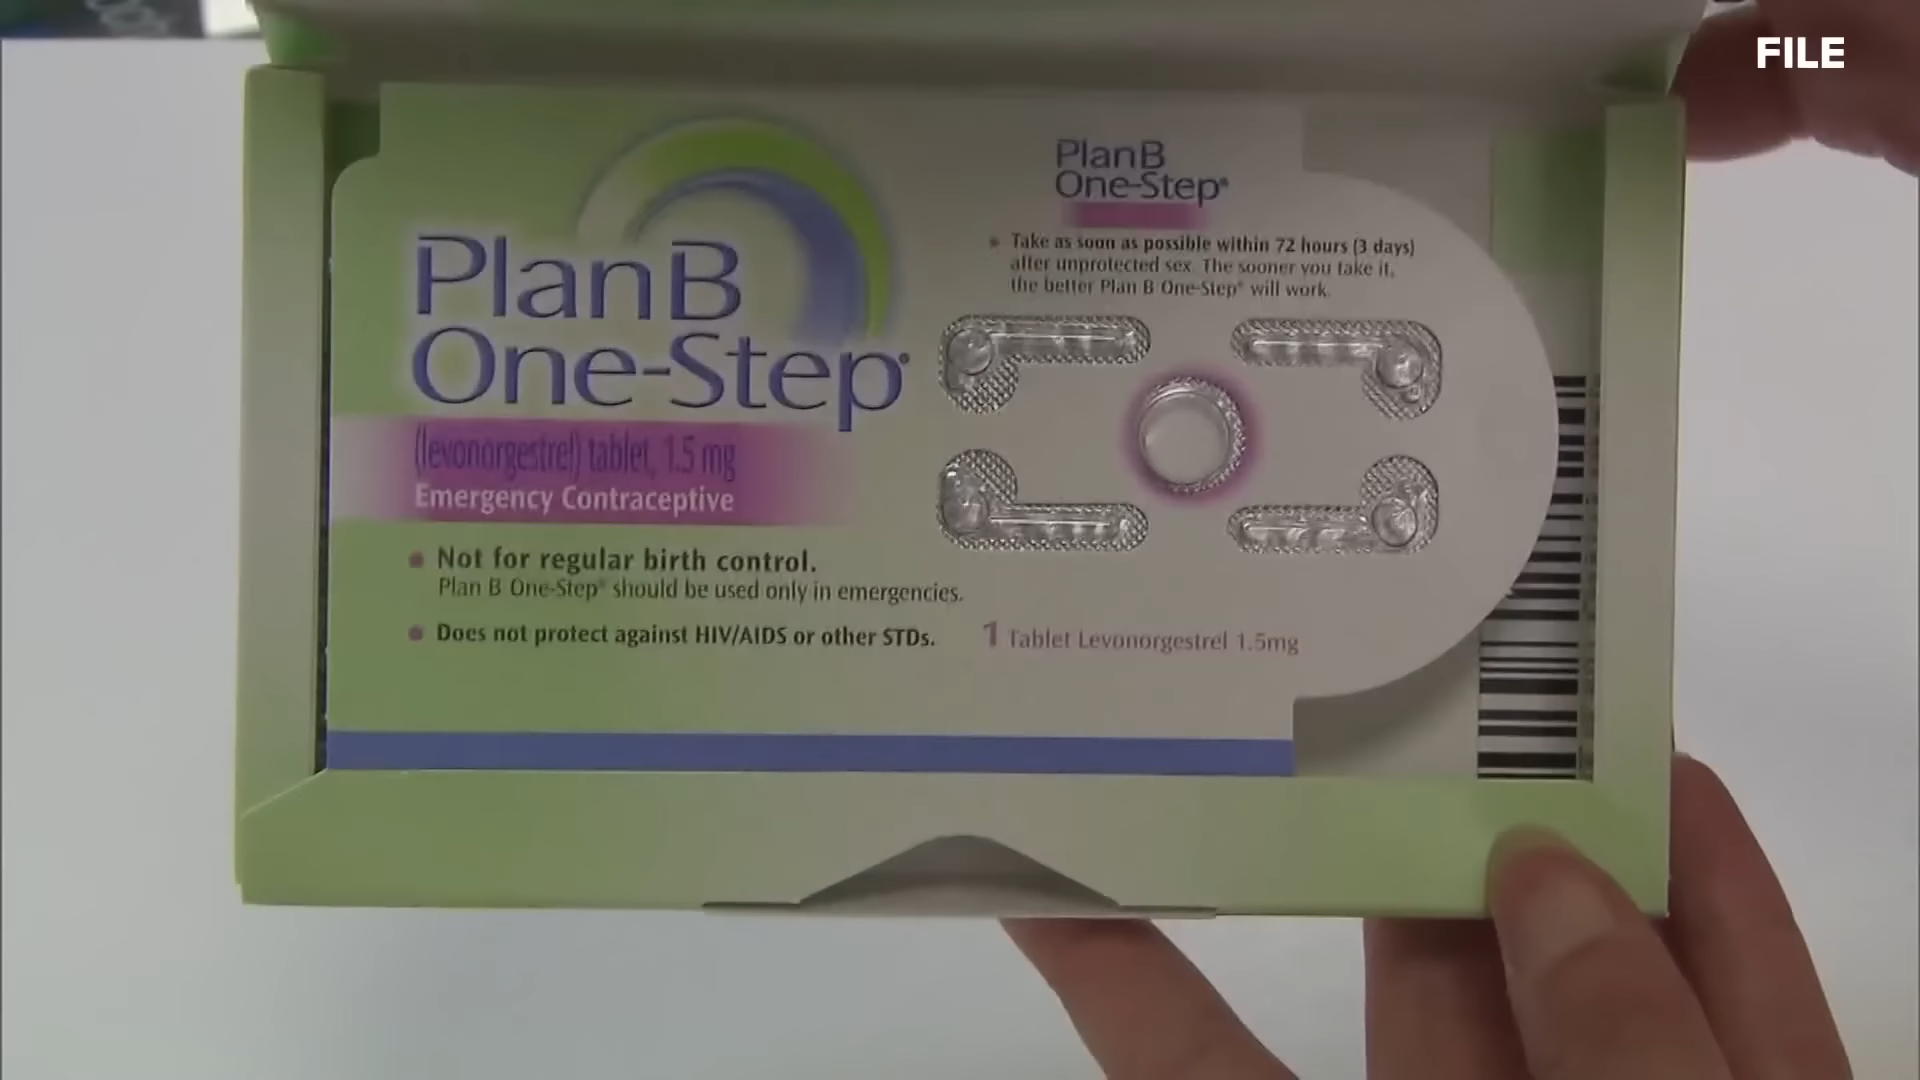 FILE
Plan B
One-Step®
(levonorgestrel) tablet, 1.5 mg
Emergency Contraceptive
• Not for regular birth control.
Plan B One-Step® should be used only in emergencies.
• Does not protect against HIV/AIDS or other STDs.
Plan B
One-Step®
• Take as soon as possible within 72 hours (3 days)
after unprotected sex. The sooner you take it,
the better Plan B One-Step® will work.
1 Tablet Levonorgestrel 1.5mg